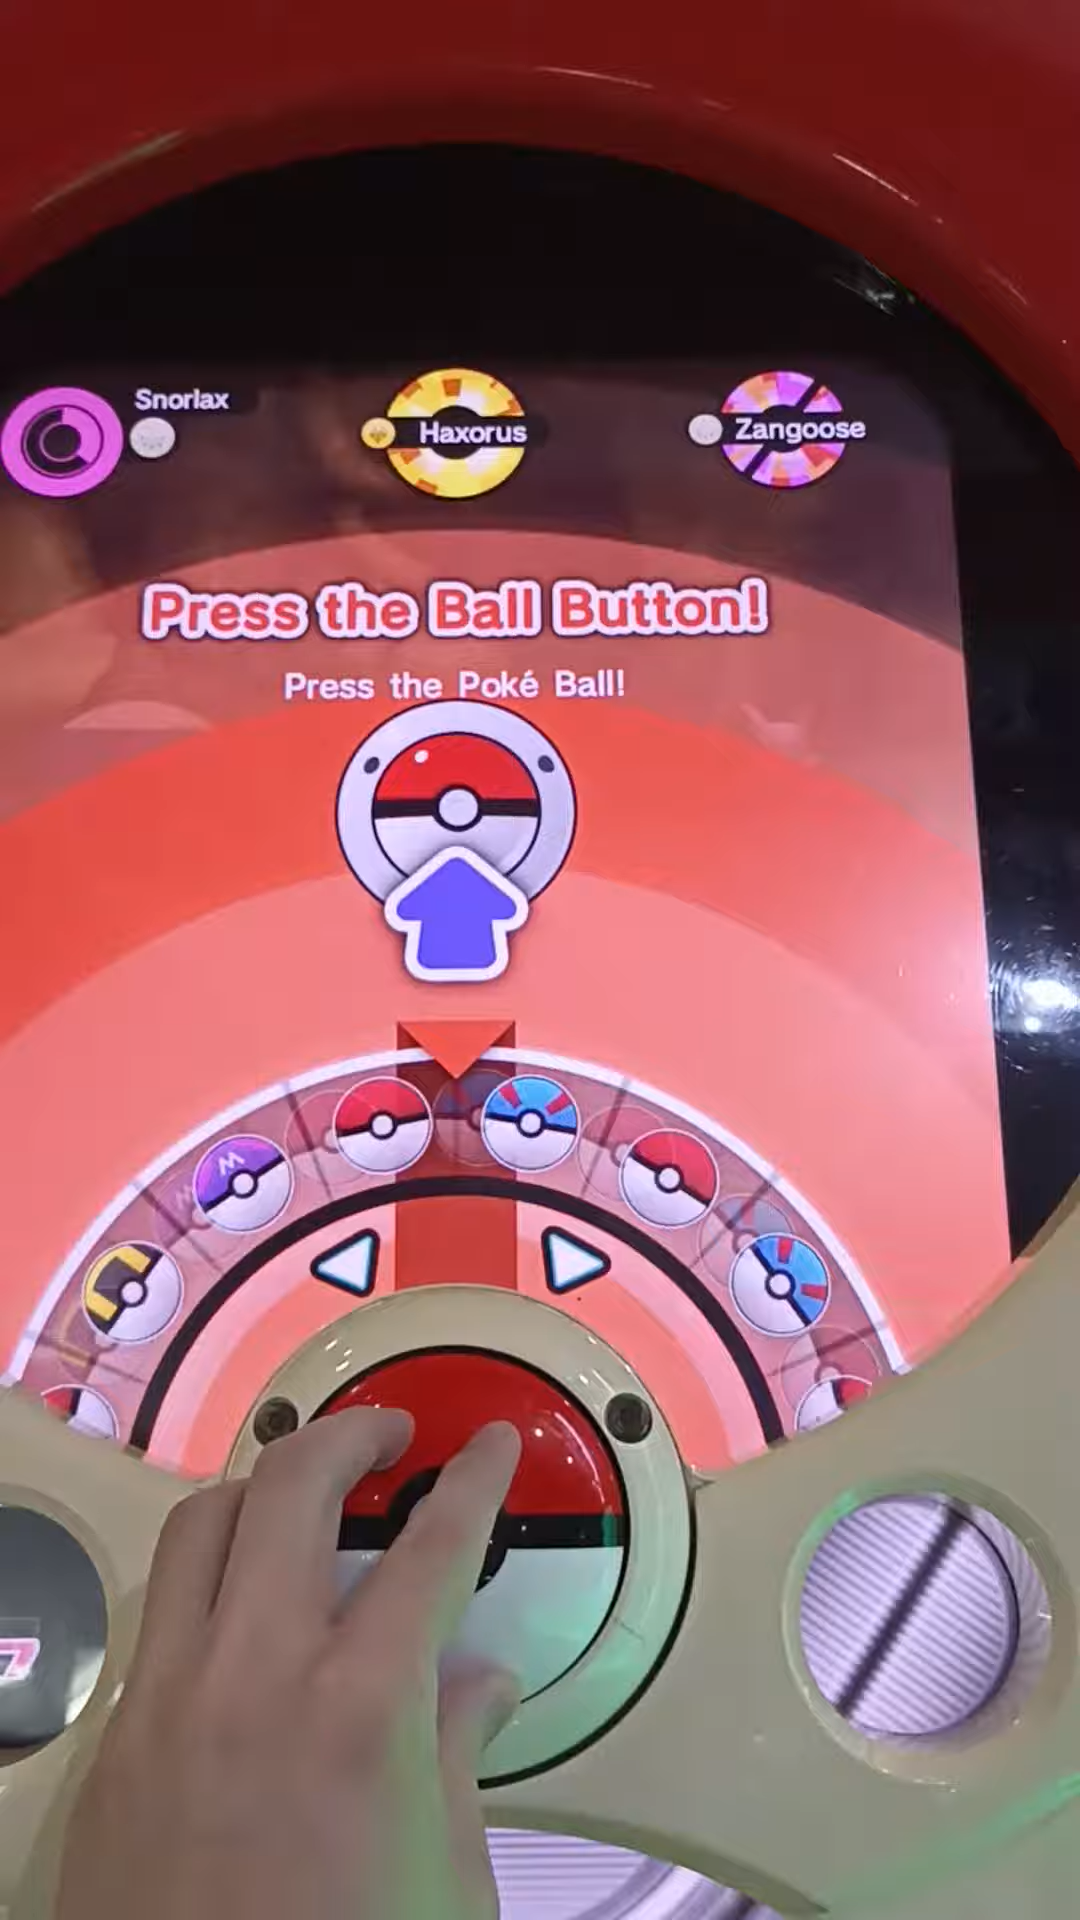 Snorlax
Haxorus
Zangoose
Press the Ball Button!
Press the Poké Ball!
M